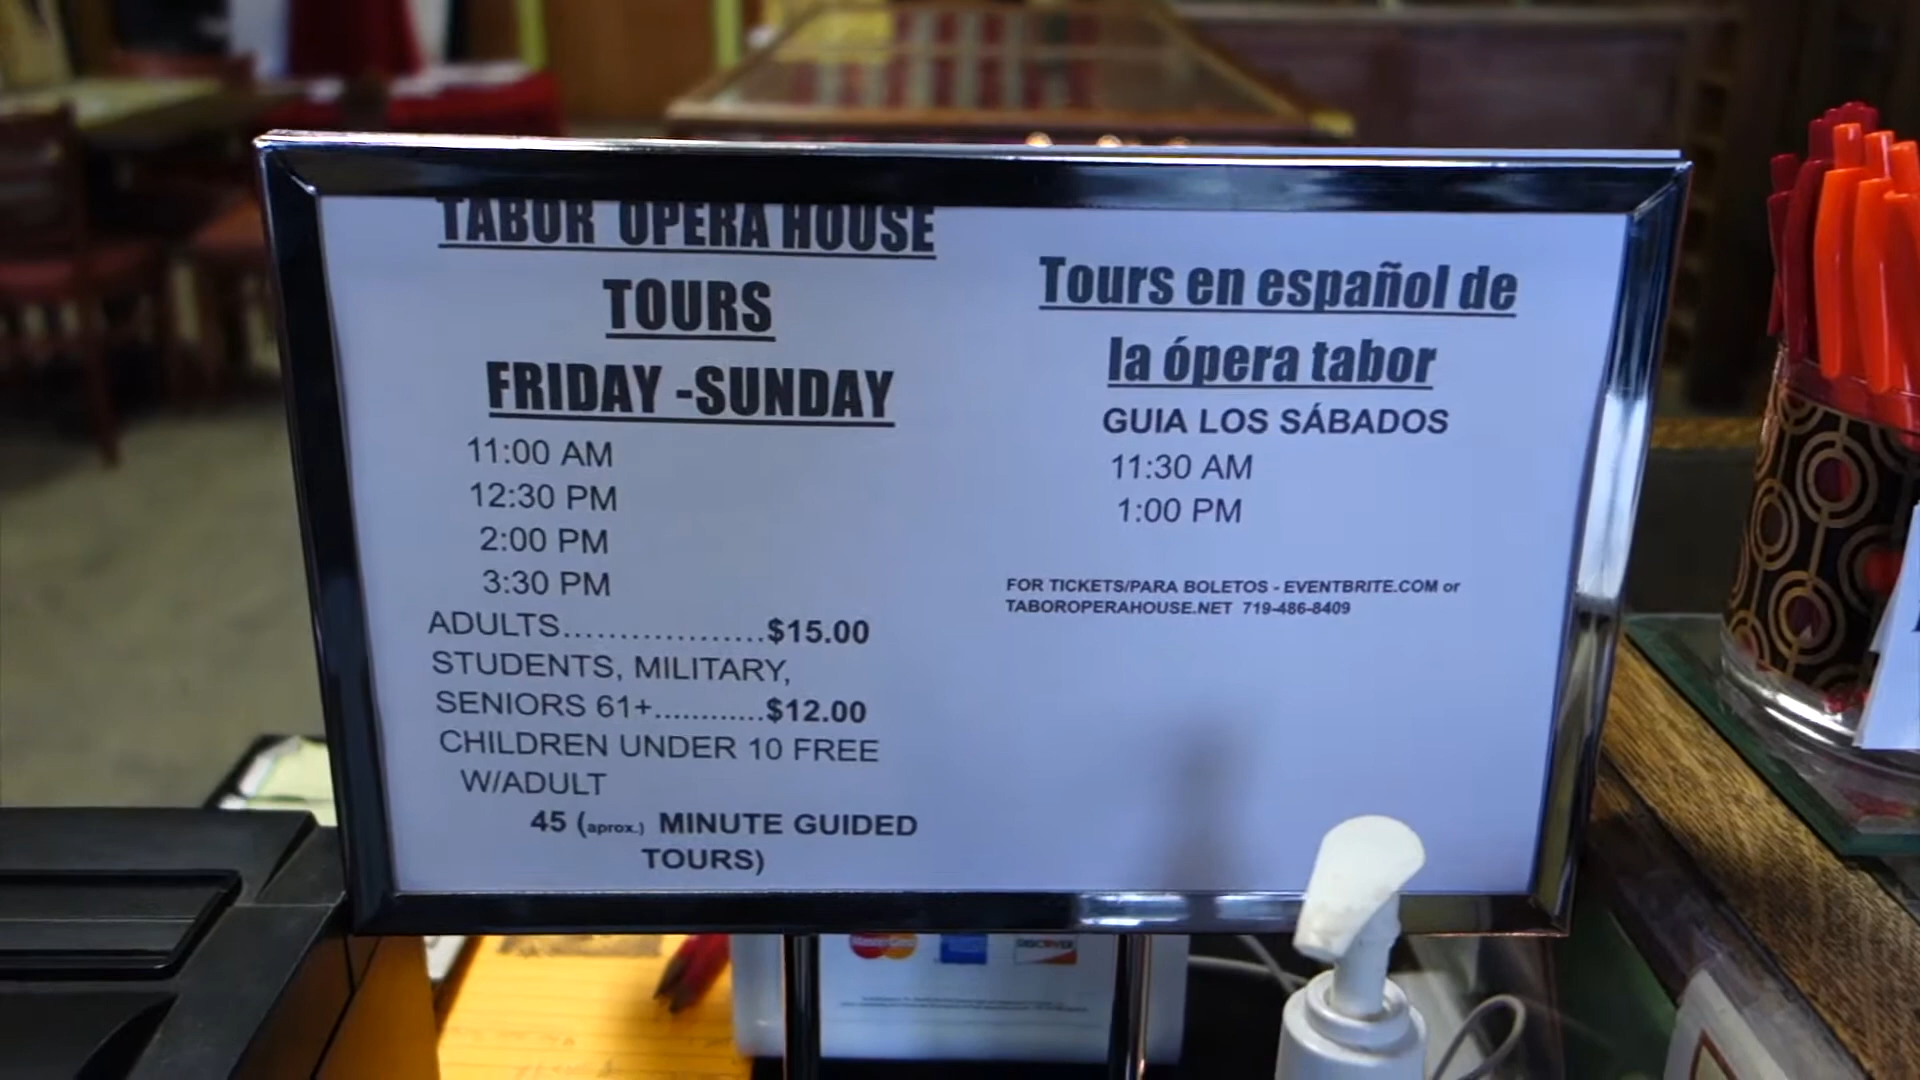 TABOR OPERA HOUSE
TOURS
FRIDAY -SUNDAY
11:00 AM
12:30 PM
2:00 PM
3:30 PM
ADULTS..................$15.00
STUDENTS, MILITARY,
SENIORS 61+............$12.00
CHILDREN UNDER 10 FREE
W/ADULT
45 (aprox.) MINUTE GUIDED
TOURS)
Tours en español de
la ópera tabor
GUIA LOS SÁBADOS
11:30 AM
1:00 PM
FOR TICKETS/PARA BOLETOS - EVENTBRITE.COM or
TABOROPERAHOUSE.NET 719-486-8409
MasterCard
DISCOVER